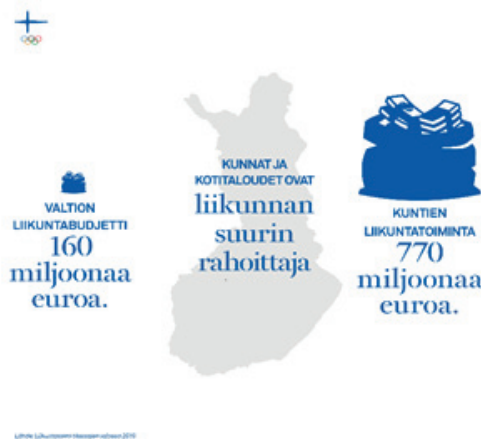 VALTION
LIIKUNTABUDJETTI
160
miljoonaa
euroa.
KUNNAT JA
KOTITALOUDET OVAT
liikunnan
suurin
rahoittaja
KUNTIEN
LIIKUNTATOIMINTA
770
miljoonaa
euroa.